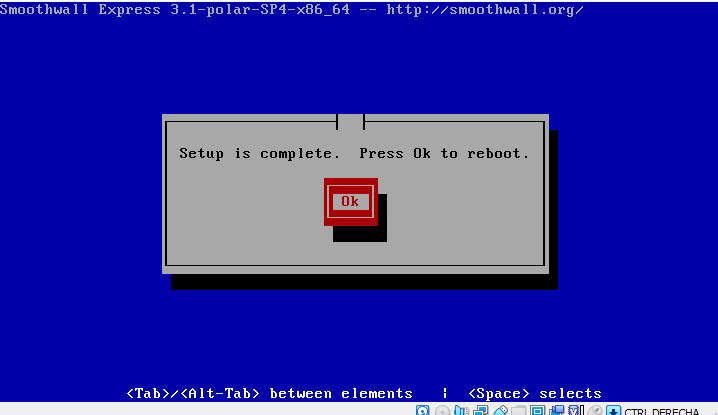 Smoothwall Express 3.1-polar-SP4-x86_64 -- http://smoothwall.org/
Setup is complete.  Press Ok to reboot.
Ok
<Tab>/<Alt-Tab> between elements   |  <Space> selects
CTRL DERECHA